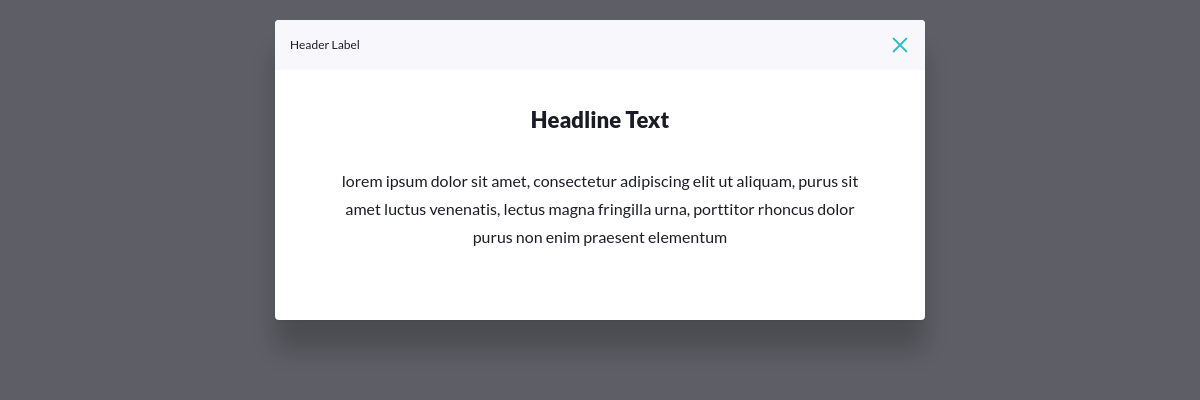 Header Label
Headline Text
lorem ipsum dolor sit amet, consectetur adipiscing elit ut aliquam, purus sit
amet luctus venenatis, lectus magna fringilla urna, porttitor rhoncus dolor
purus non enim praesent elementum